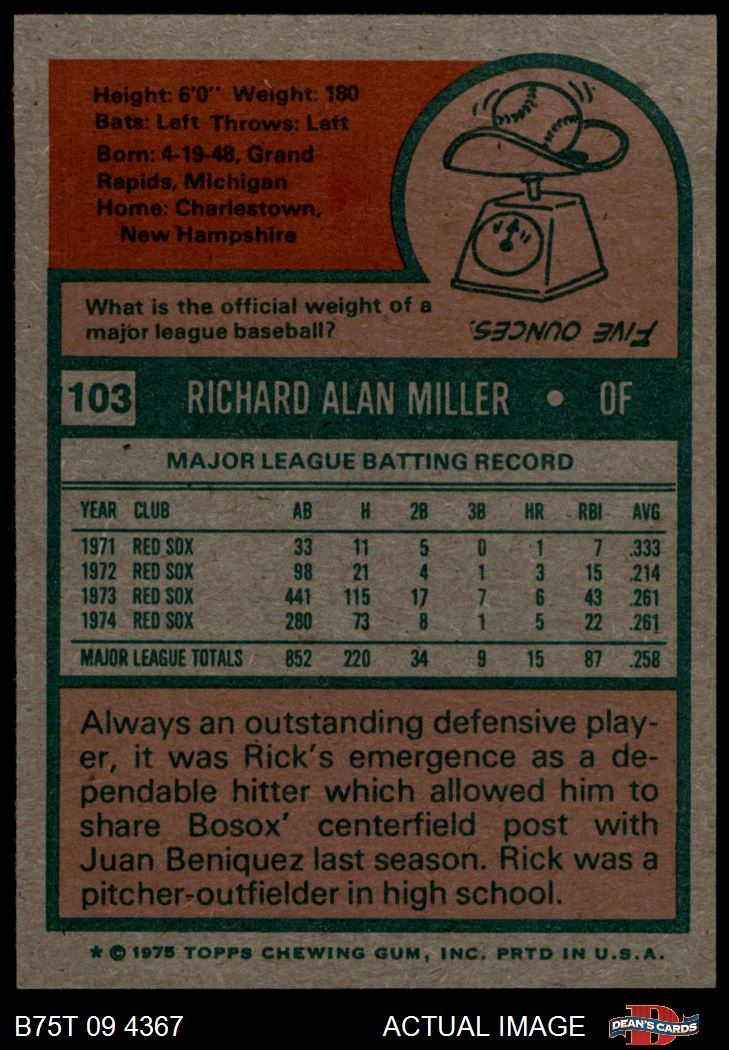 Height: 6'0" Weight: 180
Bats: Left Throws: Left
Born: 4-19-48, Grand
Rapids, Michigan
Home: Charlestown,
New Hampshire
What is the official weight of a
major league baseball?
FIVE OUNCES.
103 RICHARD ALAN MILLER • OF
MAJOR LEAGUE BATTING RECORD
YEAR CLUB AB H 2B 3B HR RBI AVG
1971 RED SOX 33 11 5 0 1 7 .333
1972 RED SOX 98 21 4 1 3 15 .214
1973 RED SOX 441 115 17 7 6 43 .261
1974 RED SOX 280 73 8 1 5 22 .261
MAJOR LEAGUE TOTALS 852 220 34 9 15 87 .258
Always an outstanding defensive play-
er, it was Rick's emergence as a de-
pendable hitter which allowed him to
share Bosox' centerfield post with
Juan Beniquez last season. Rick was a
pitcher-outfielder in high school.
* © 1975 TOPPS CHEWING GUM, INC. PRTD IN U.S.A.
B75T 09 4367 ACTUAL IMAGE D DEAN'S CARDS